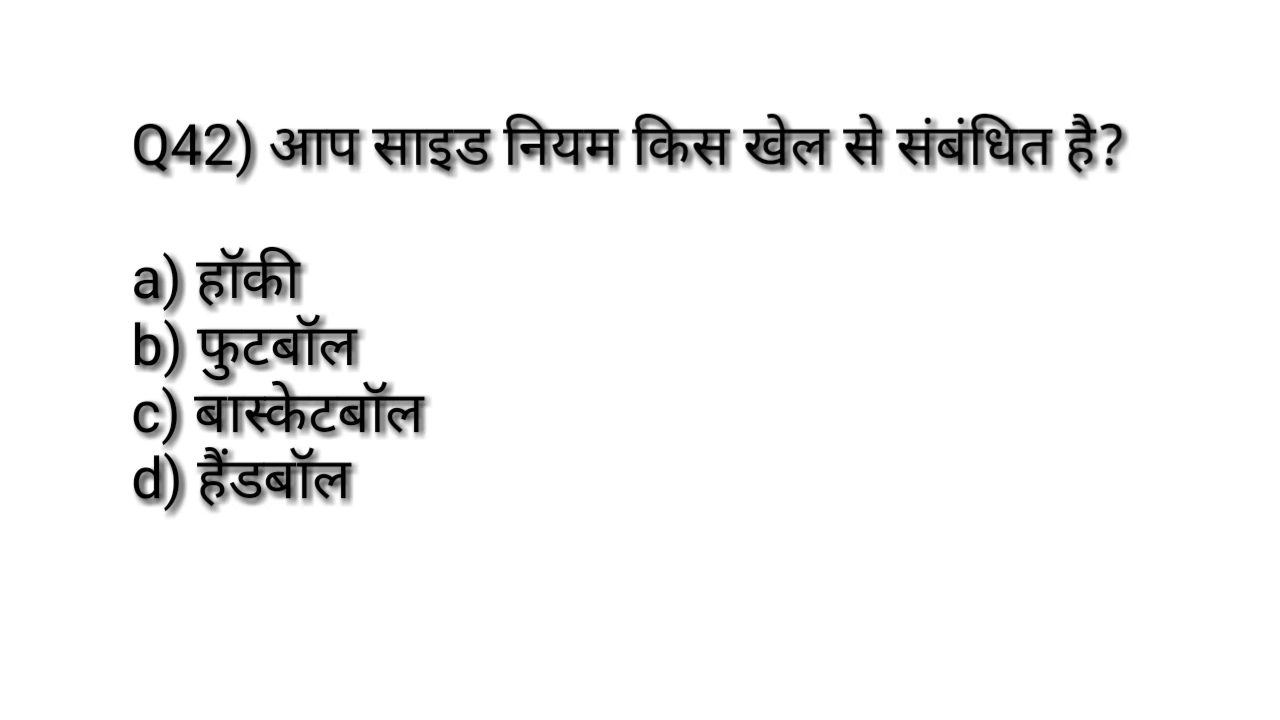 Q42) आप साइड नियम किस खेल से संबंधित है?
a) हॉकी
b) फुटबॉल
c) बास्केटबॉल
d) हैंडबॉल